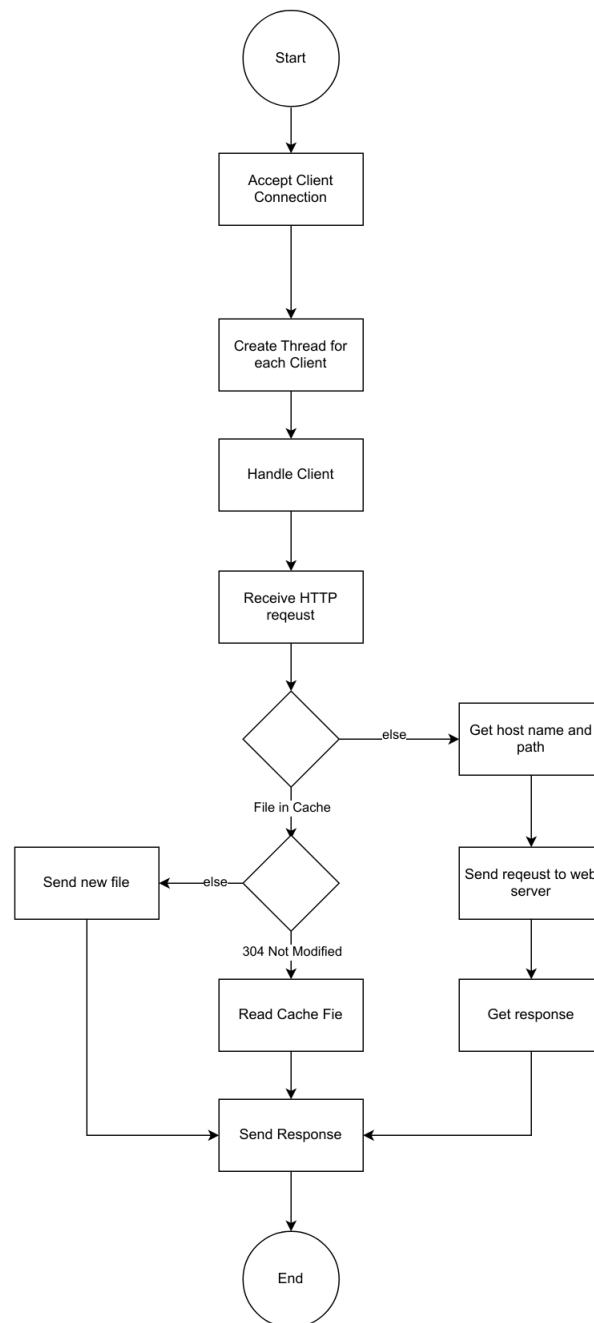 Start
Accept Client
Connection
Create Thread for
each Client
Handle Client
Receive HTTP
reqeust
else
Get host name and
path
File in Cache
Send new file
else
Send reqeust to web
server
304 Not Modified
Read Cache Fie
Get response
Send Response
End